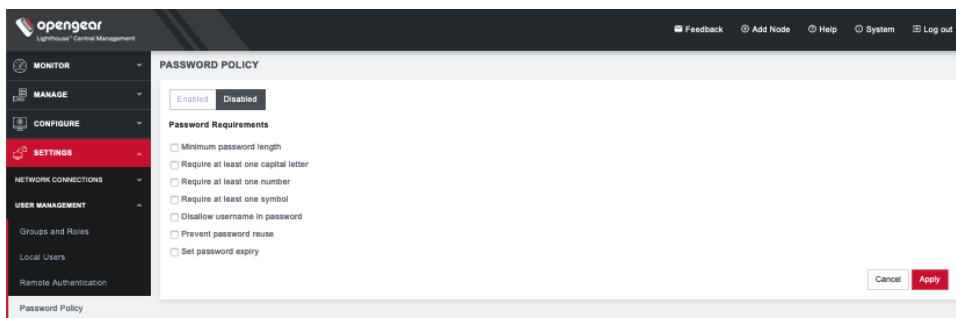 opengear
Lighthouse™ Central Management
Feedback
Add Node
Help
System
Log out
MONITOR
MANAGE
CONFIGURE
SETTINGS
NETWORK CONNECTIONS
USER MANAGEMENT
Groups and Roles
Local Users
Remote Authentication
Password Policy
PASSWORD POLICY
Enabled
Disabled
Password Requirements
Minimum password length
Require at least one capital letter
Require at least one number
Require at least one symbol
Disallow username in password
Prevent password reuse
Set password expiry
Cancel
Apply